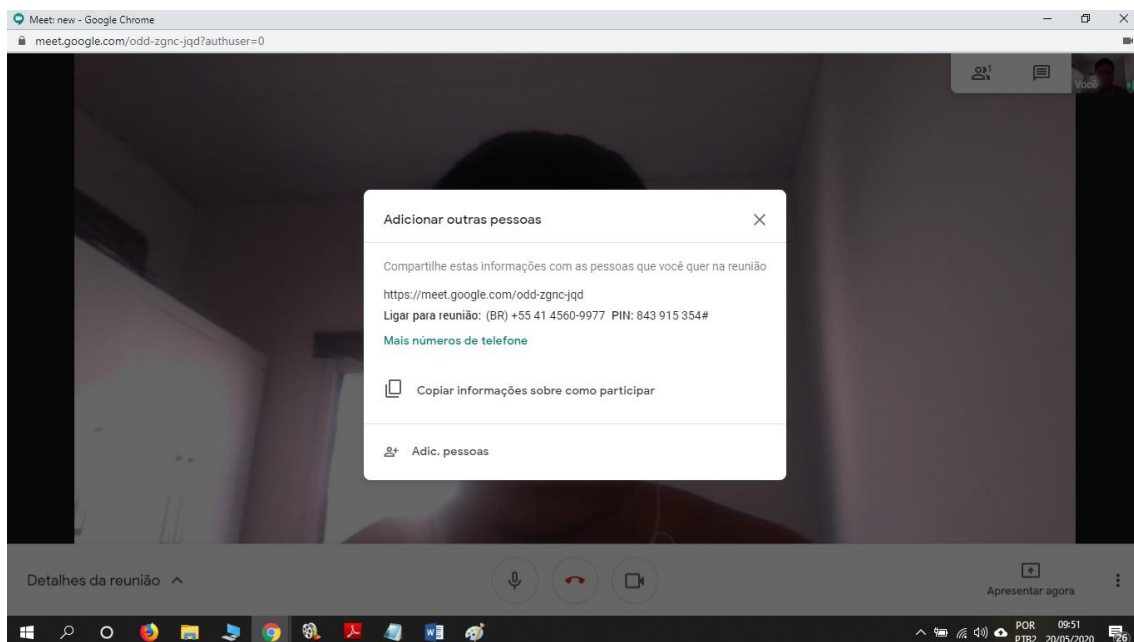 Meet: new - Google Chrome
meet.google.com/odd-zgnc-jqd?authuser=0
1
Você
Adicionar outras pessoas
Compartilhe estas informações com as pessoas que você quer na reunião
https://meet.google.com/odd-zgnc-jqd
Ligar para reunião: (BR) +55 41 4560-9977 PIN: 843 915 354#
Mais números de telefone
Copiar informações sobre como participar
Adic. pessoas
Detalhes da reunião
Apresentar agora
POR 09:51
PTB2 20/05/2020
26